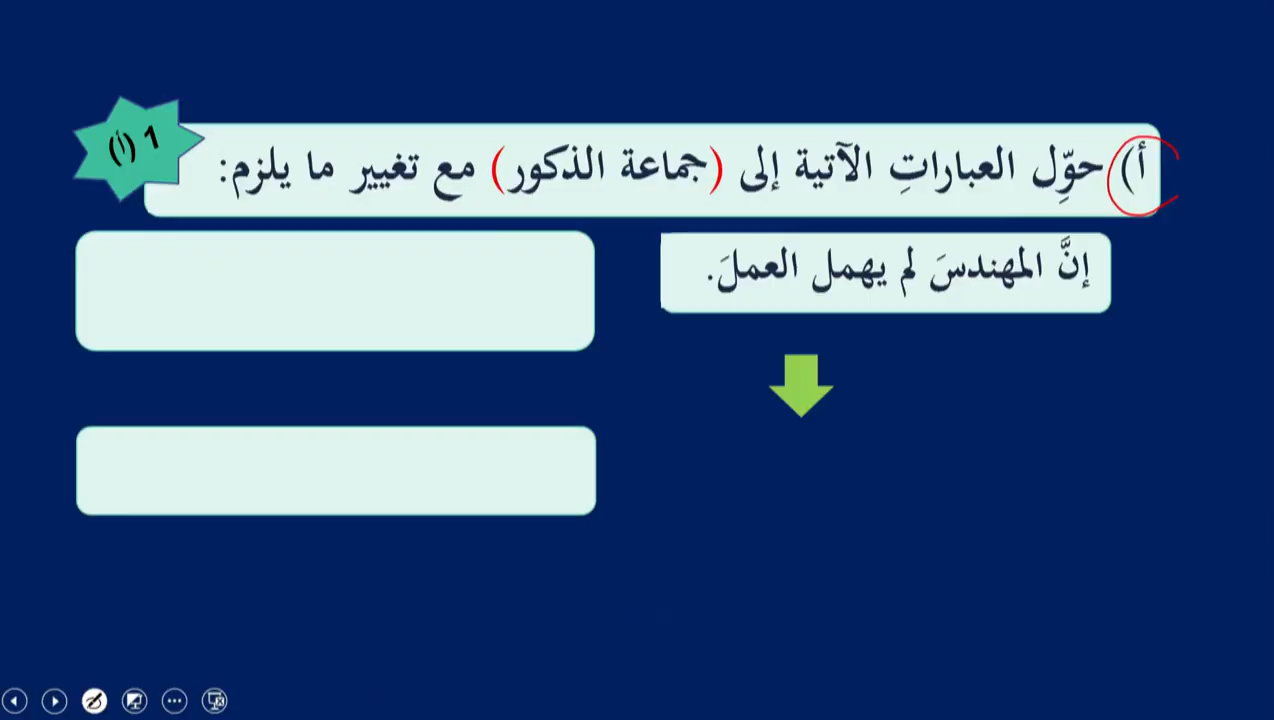 1 (أ)
أ) حوِّل العباراتِ الآتية إلى (جماعة الذكور) مع تغيير ما يلزم:
إنَّ المهندسَ لم يهمل العملَ.